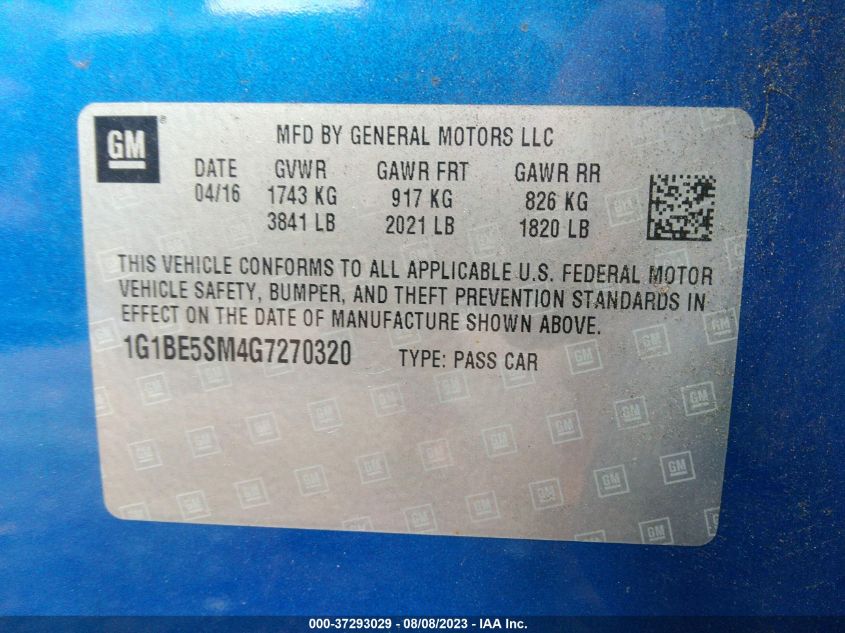 GM
MFD BY GENERAL MOTORS LLC
DATE GVWR GAWR FRT GAWR RR
04/16 1743 KG 917 KG 826 KG
3841 LB 2021 LB 1820 LB
THIS VEHICLE CONFORMS TO ALL APPLICABLE U.S. FEDERAL MOTOR
VEHICLE SAFETY, BUMPER, AND THEFT PREVENTION STANDARDS IN
EFFECT ON THE DATE OF MANUFACTURE SHOWN ABOVE.
1G1BE5SM4G7270320 TYPE: PASS CAR
000-37293029 - 08/08/2023 - IAA Inc.